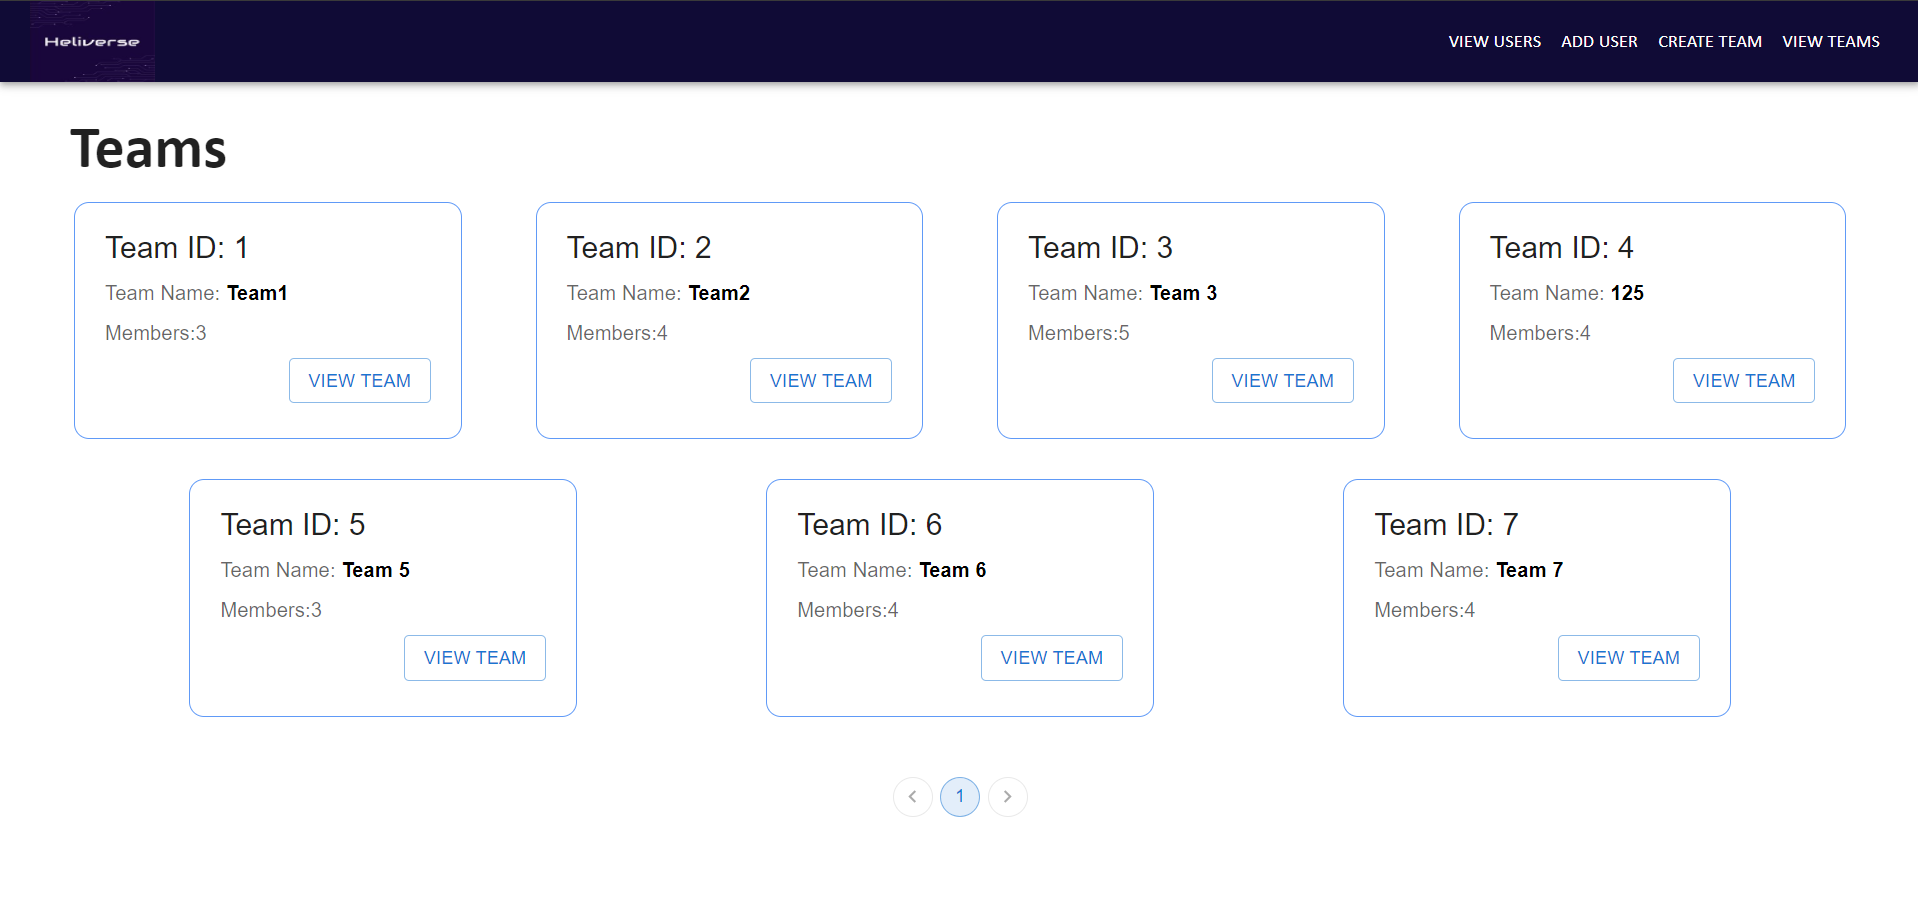 Heliverse
VIEW USERS ADD USER CREATE TEAM VIEW TEAMS
Teams
Team ID: 1
Team Name: Team1
Members:3
VIEW TEAM
Team ID: 2
Team Name: Team2
Members:4
VIEW TEAM
Team ID: 3
Team Name: Team 3
Members:5
VIEW TEAM
Team ID: 4
Team Name: 125
Members:4
VIEW TEAM
Team ID: 5
Team Name: Team 5
Members:3
VIEW TEAM
Team ID: 6
Team Name: Team 6
Members:4
VIEW TEAM
Team ID: 7
Team Name: Team 7
Members:4
VIEW TEAM
1